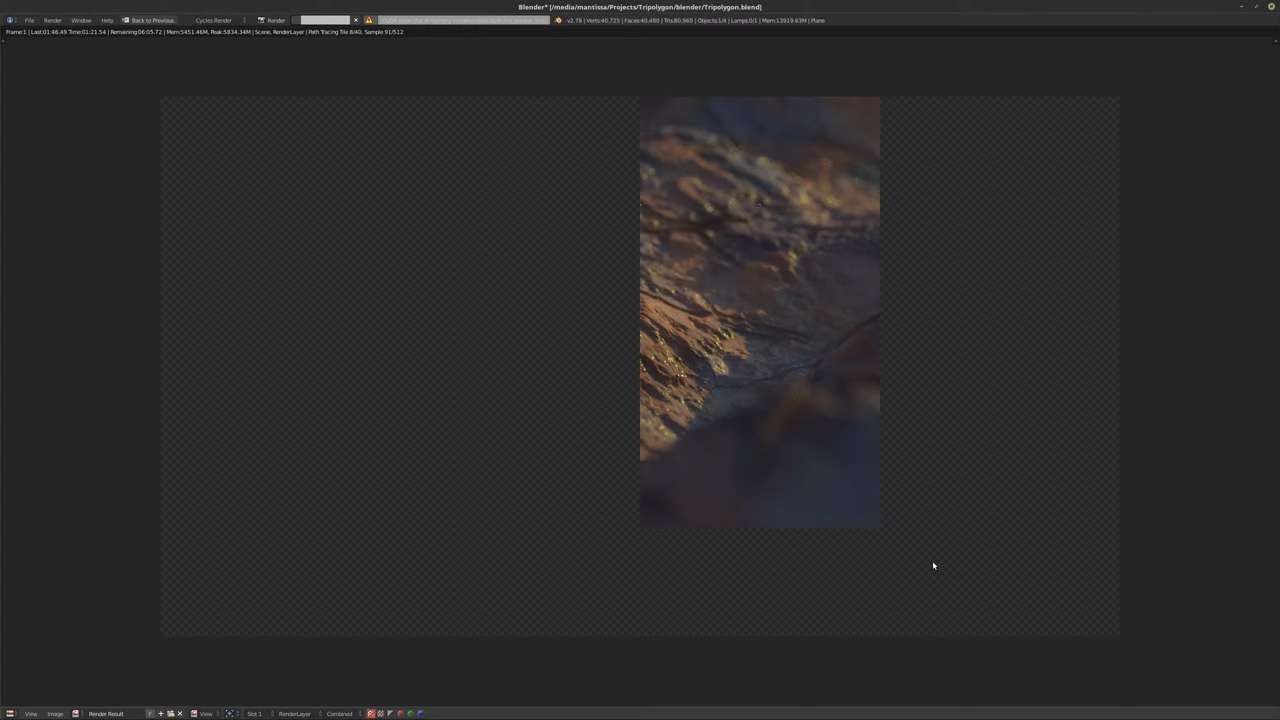 Blender* [/media/mantissa/Projects/Tripolygon/blender/Tripolygon.blend]
File Render Window Help Back to Previous Cycles Render Render v2.78 | Verts:40,725 | Faces:40,480 | Tris:80,960 | Objects:1/4 | Lamps:0/1 | Mem:13919.63M | Plane
Frame:1 | Last:01:46.49 Time:01:21.54 | Remaining:06:05.72 | Mem:5451.46M, Peak:5834.34M | Scene, RenderLayer | Path Tracing Tile 8/40, Sample 91/512
View Image Render Result F View Slot 1 RenderLayer Combined